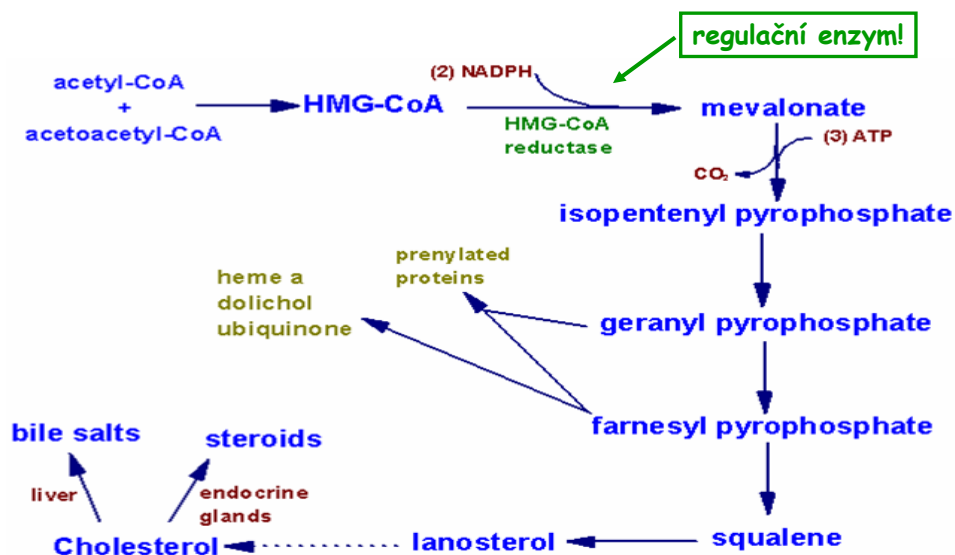 regulační enzym!
acetyl-CoA
+
acetoacetyl-CoA
HMG-CoA
(2) NADPH
HMG-CoA
reductase
mevalonate
(3) ATP
CO₂
isopentenyl pyrophosphate
prenylated
proteins
heme a
dolichol
ubiquinone
geranyl pyrophosphate
farnesyl pyrophosphate
bile salts
steroids
liver
endocrine
glands
Cholesterol
lanosterol
squalene